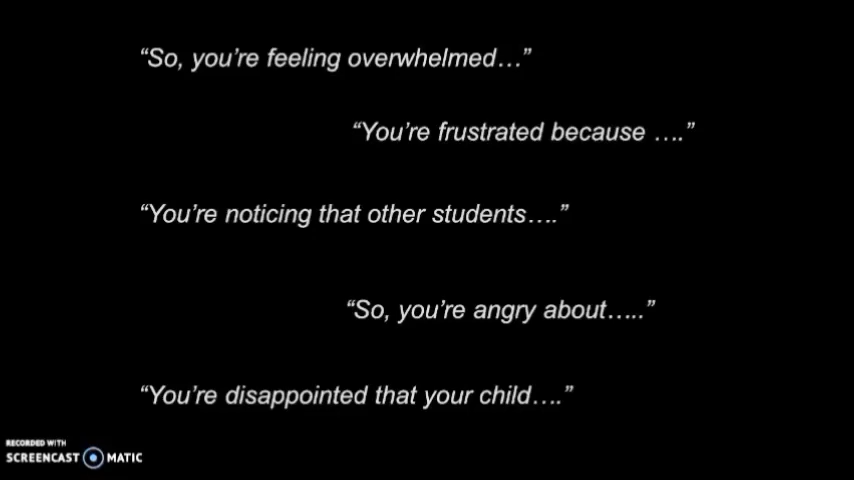 “So, you’re feeling overwhelmed…”
“You’re frustrated because ….”
“You’re noticing that other students….”
“So, you’re angry about…..”
“You’re disappointed that your child….”
RECORDED WITH
SCREENCAST MATIC